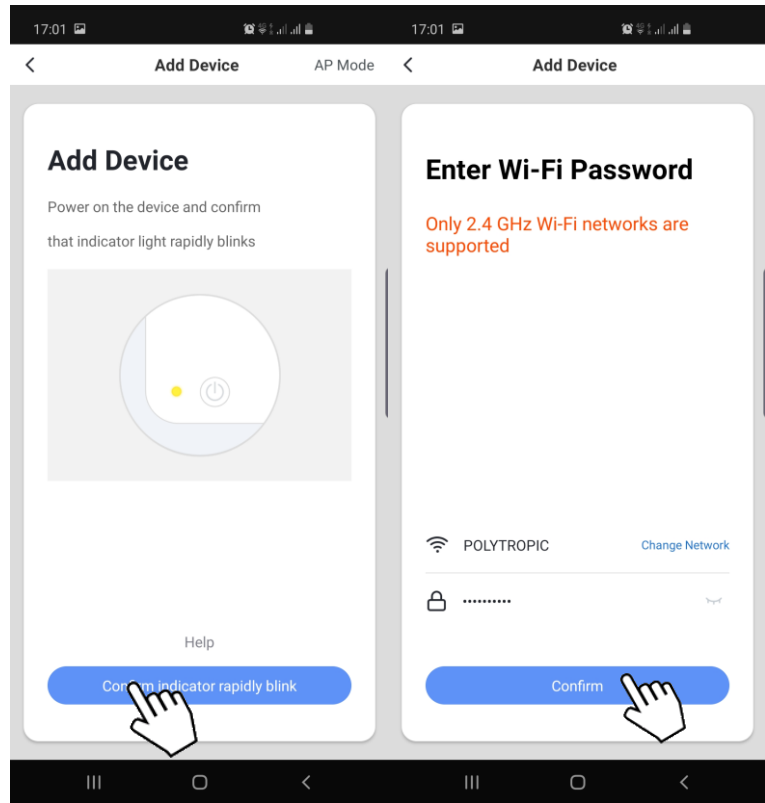 17:01
Add Device
AP Mode
Add Device
Power on the device and confirm
that indicator light rapidly blinks
Help
Confirm indicator rapidly blink
17:01
Add Device
Enter Wi-Fi Password
Only 2.4 GHz Wi-Fi networks are
supported
POLYTROPIC
Change Network
••••••••••
Confirm